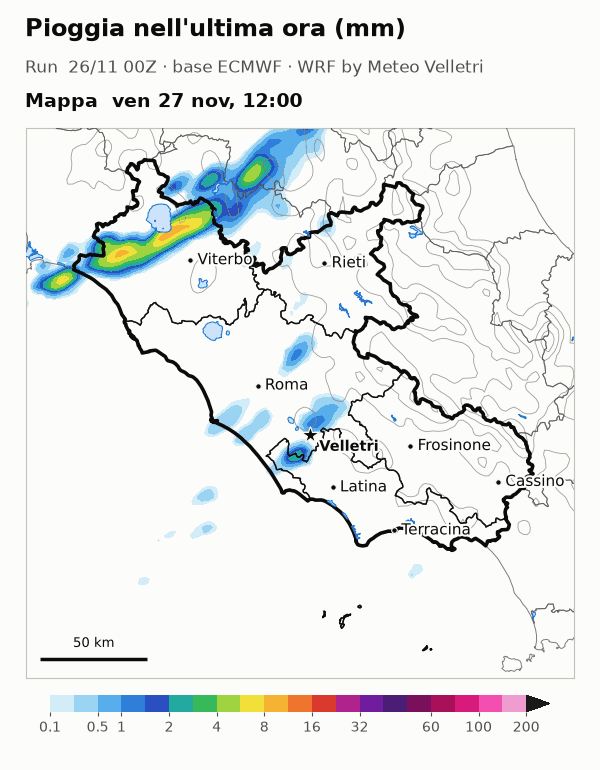 Pioggia nell'ultima ora (mm)
Run  26/11 00Z · base ECMWF · WRF by Meteo Velletri
Mappa  ven 27 nov, 12:00
Viterbo
Rieti
Roma
Velletri
Frosinone
Cassino
Latina
Terracina
50 km
0.1 0.5 1 2 4 8 16 32 60 100 200